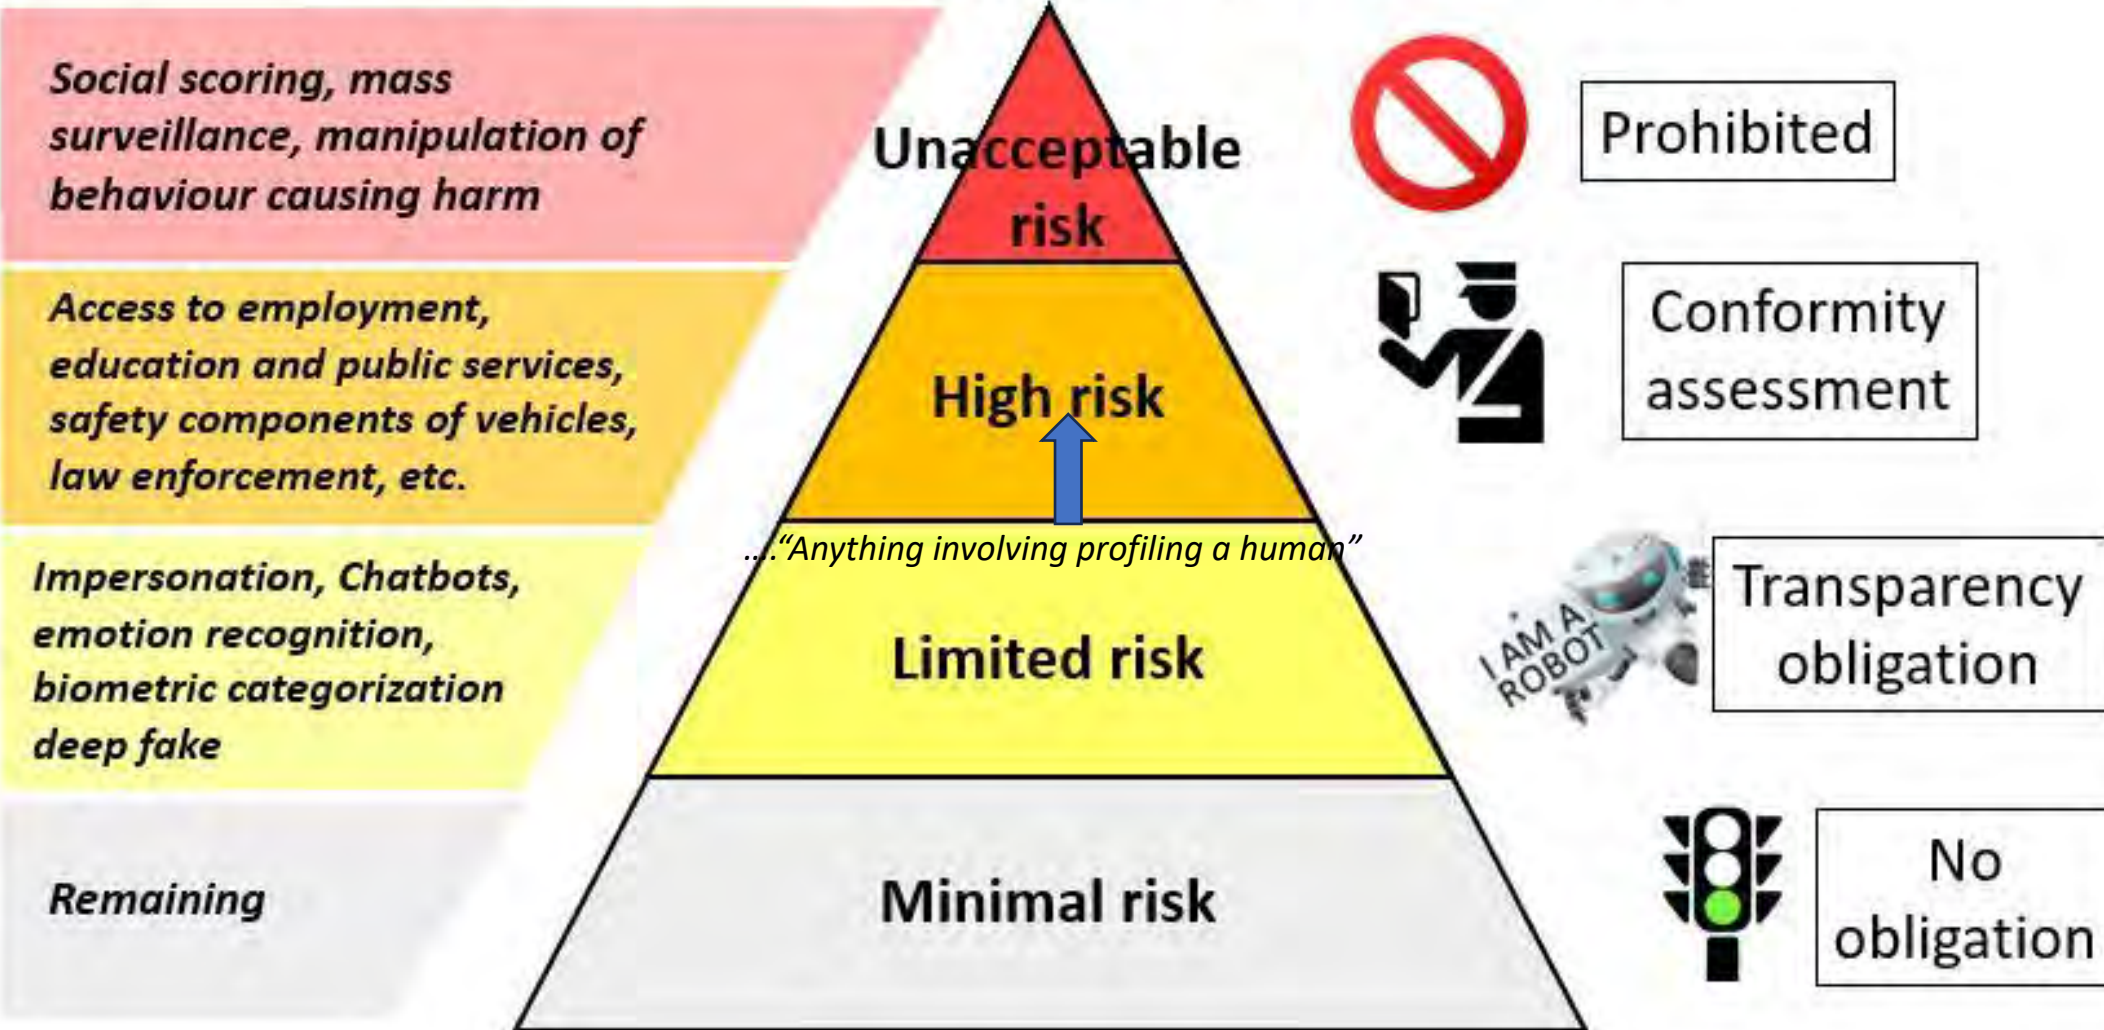 Social scoring, mass
surveillance, manipulation of
behaviour causing harm
Unacceptable
risk
Prohibited
Access to employment,
education and public services,
safety components of vehicles,
law enforcement, etc.
High risk
Conformity
assessment
...."Anything involving profiling a human"
Impersonation, Chatbots,
emotion recognition,
biometric categorization
deep fake
Limited risk
I AM A
ROBOT
Transparency
obligation
Remaining
Minimal risk
No
obligation